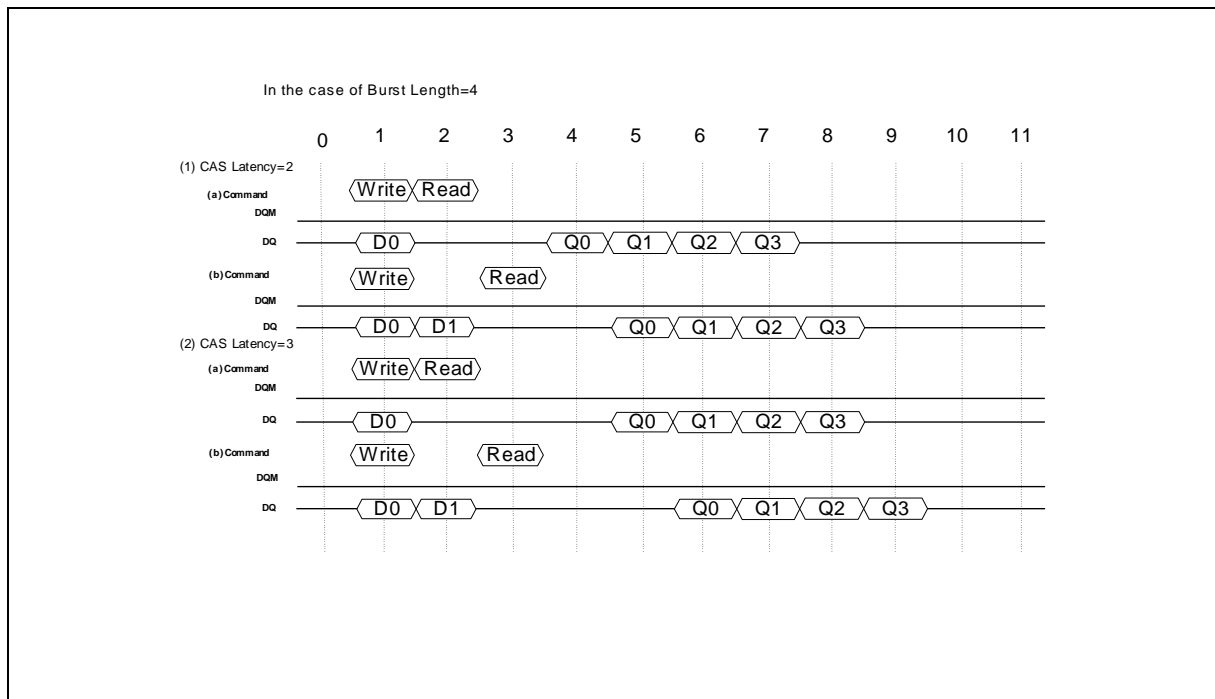 In the case of Burst Length=4
0 1 2 3 4 5 6 7 8 9 10 11
(1) CAS Latency=2
(a) Command Write Read
DQM
DQ D0 Q0 Q1 Q2 Q3
(b) Command Write Read
DQM
DQ D0 D1 Q0 Q1 Q2 Q3
(2) CAS Latency=3
(a) Command Write Read
DQM
DQ D0 Q0 Q1 Q2 Q3
(b) Command Write Read
DQM
DQ D0 D1 Q0 Q1 Q2 Q3